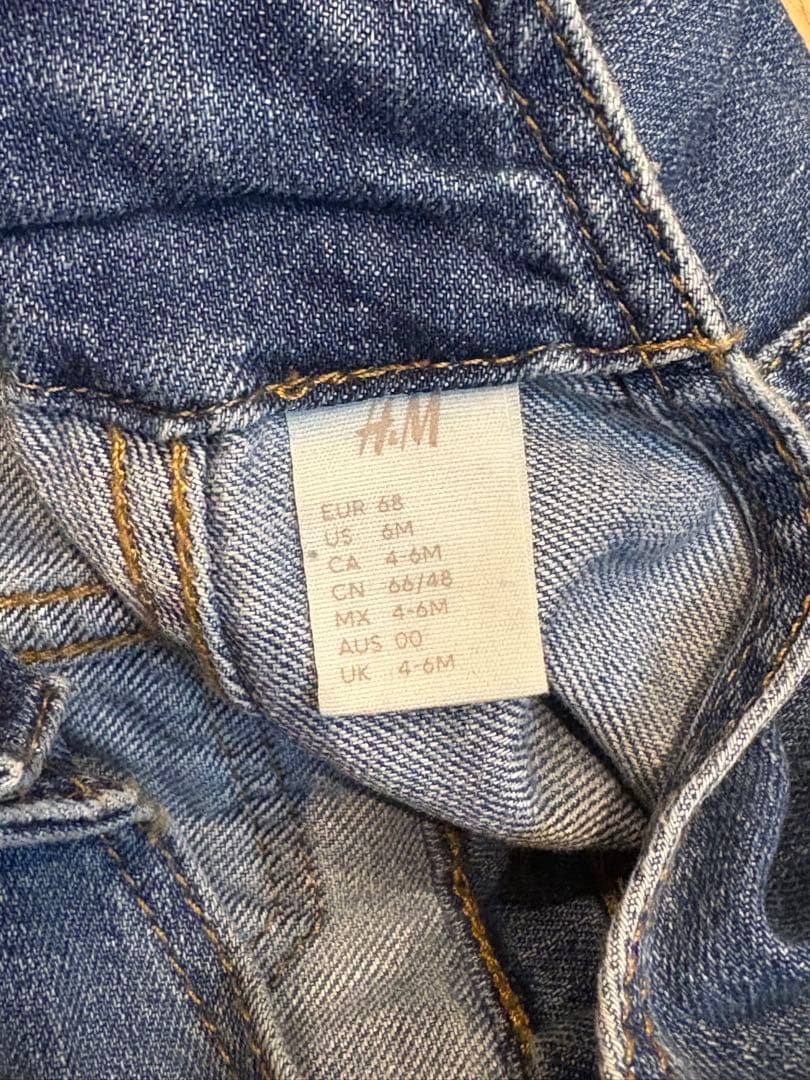 H&M
EUR 68
US 6M
CA 4-6M
CN 66/48
MX 4-6M
AUS 00
UK 4-6M